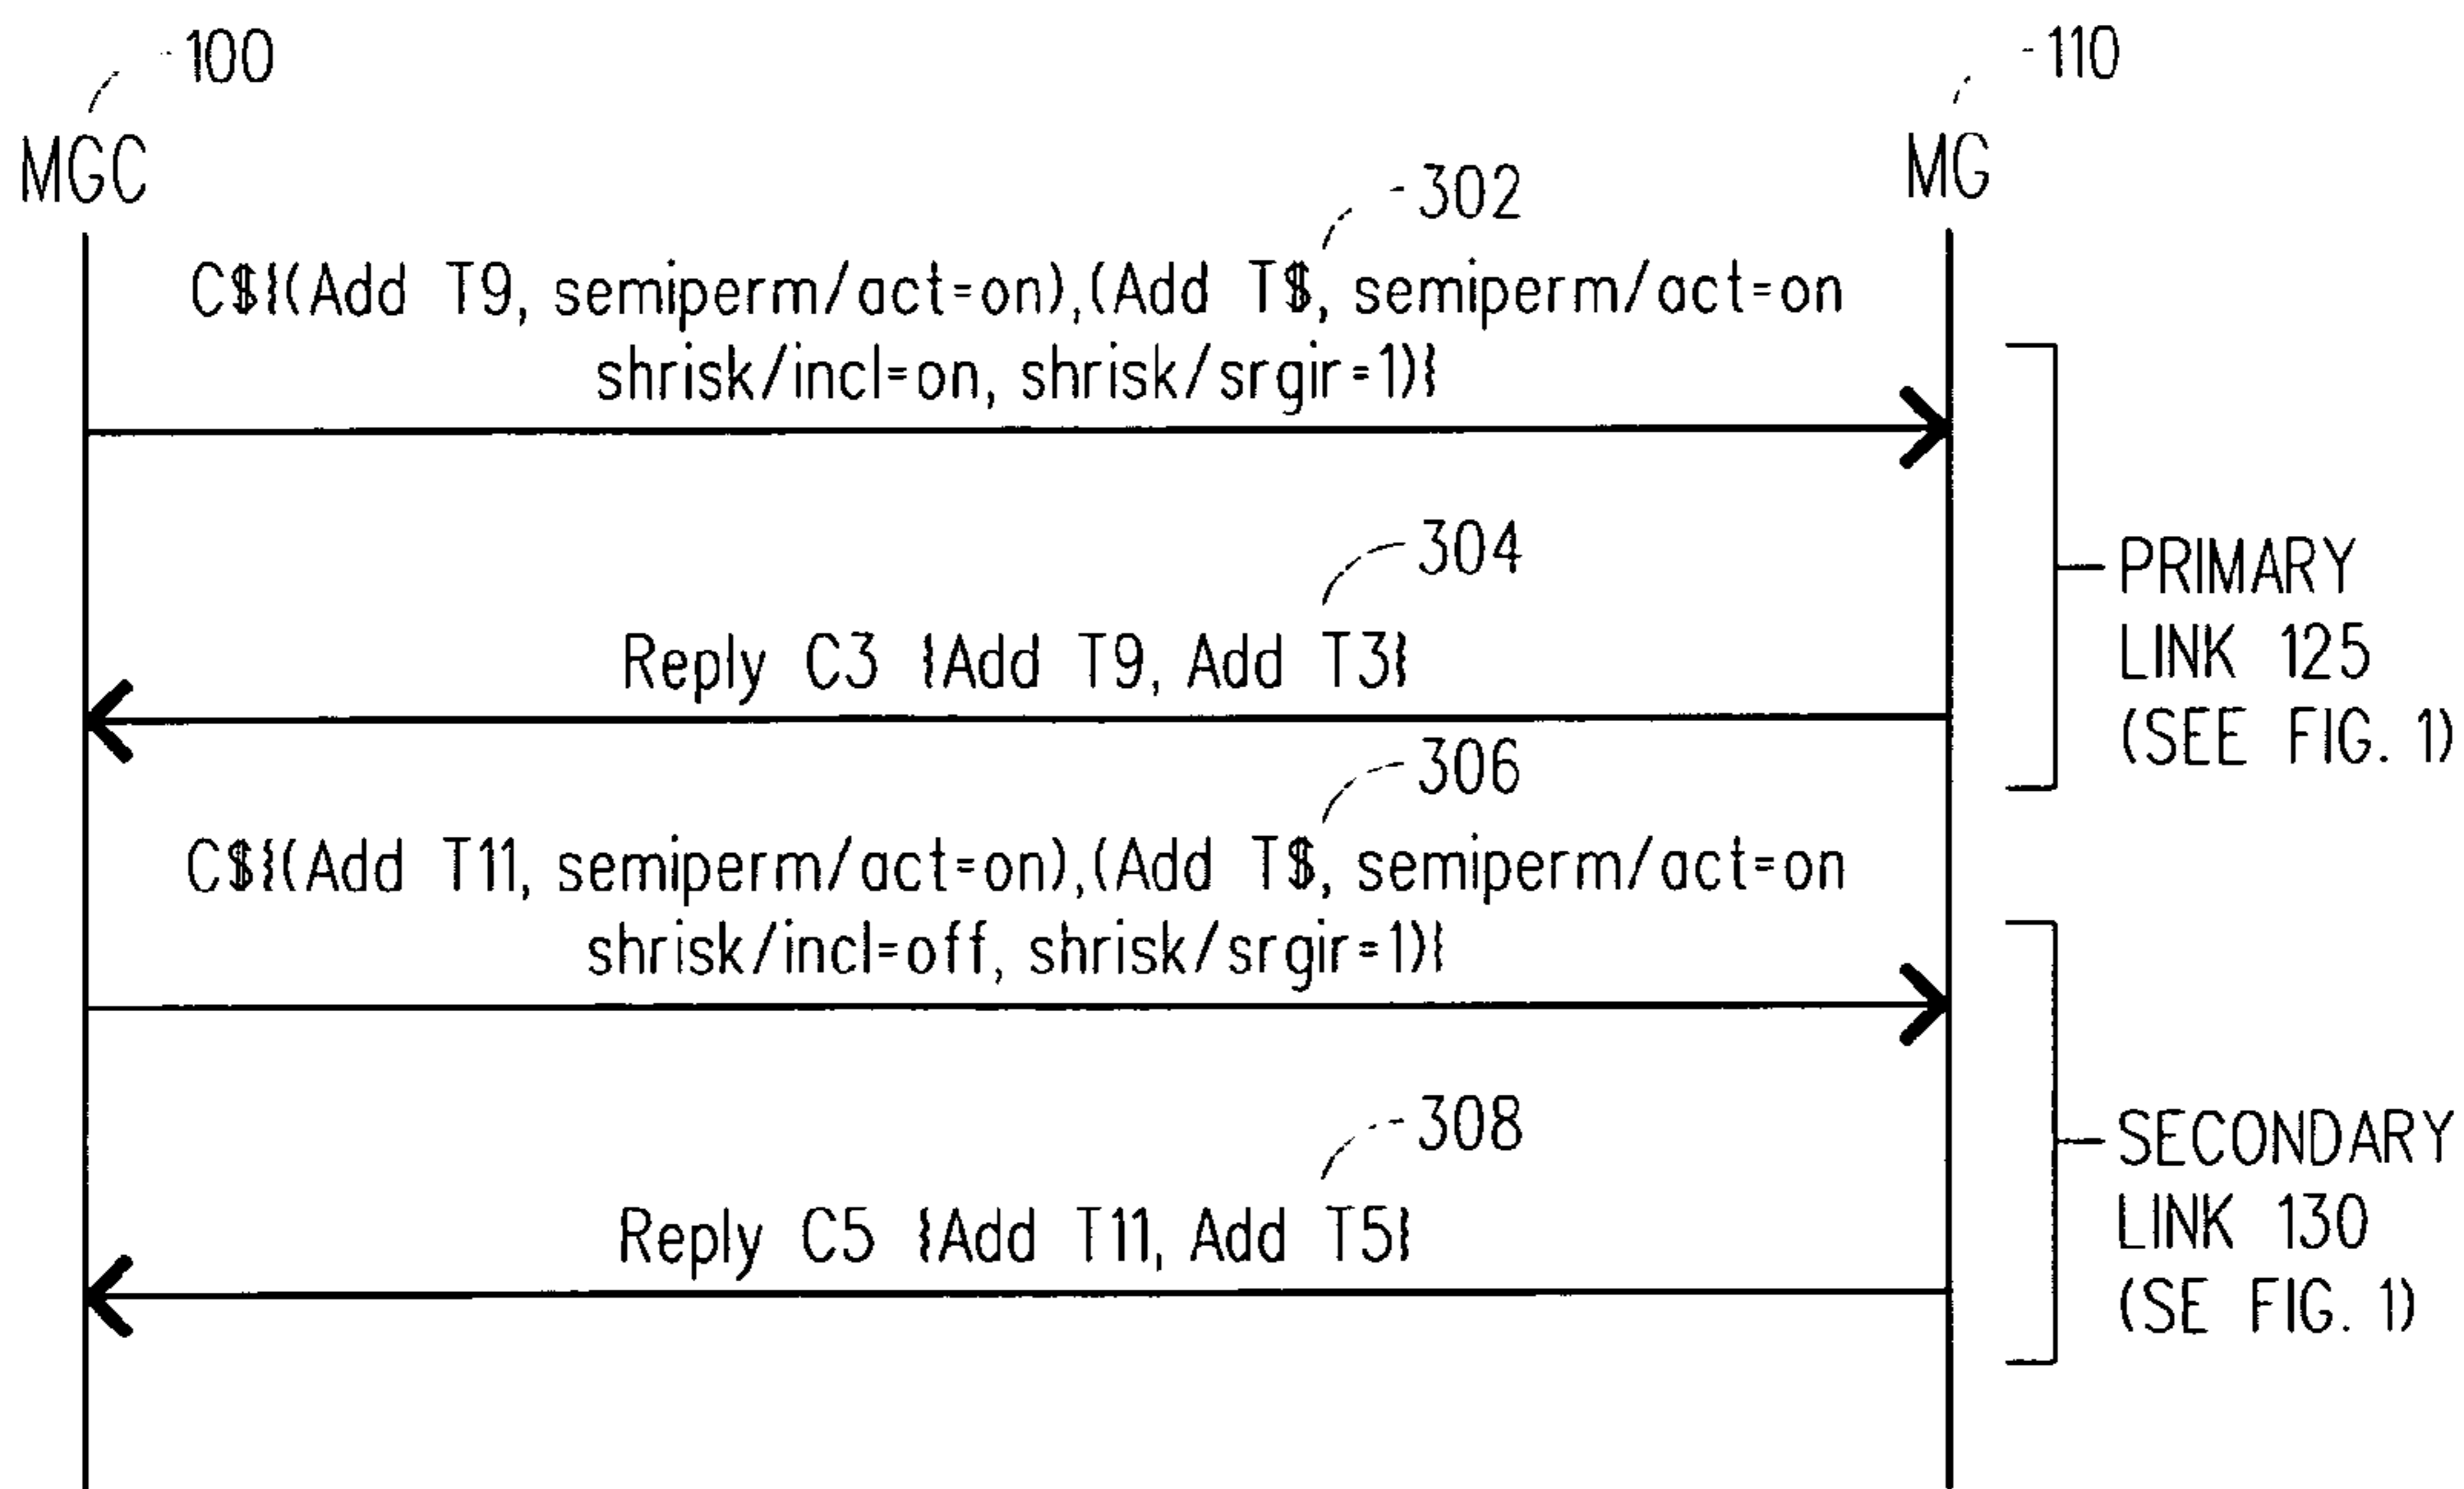 100
110
MGC
MG
302
C${(Add T9, semiperm/act=on),(Add T$, semiperm/act=on
shrisk/incl=on, shrisk/srgir=1)}
304
PRIMARY
LINK 125
(SEE FIG. 1)
Reply C3 {Add T9, Add T3}
306
C${(Add T11, semiperm/act=on),(Add T$, semiperm/act=on
shrisk/incl=off, shrisk/srgir=1)}
308
SECONDARY
LINK 130
(SE FIG. 1)
Reply C5 {Add T11, Add T5}